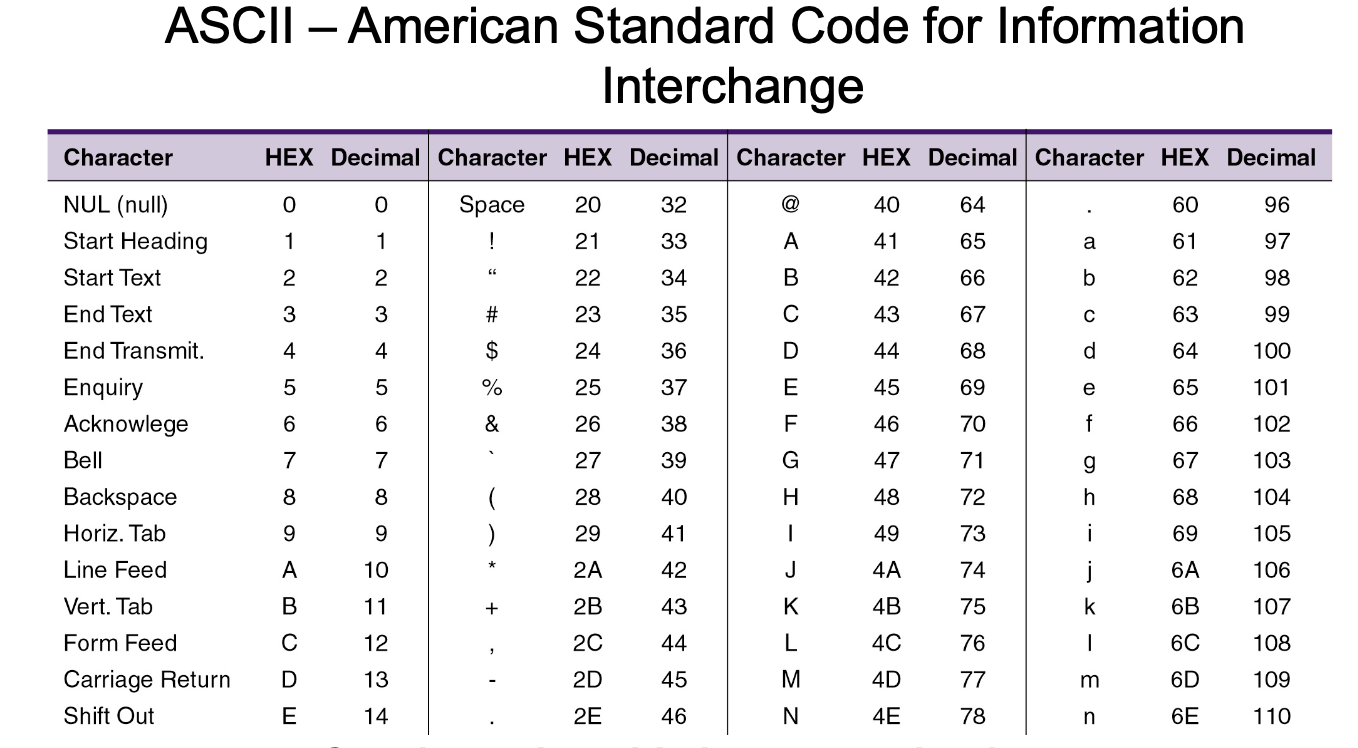 ASCII – American Standard Code for Information
Interchange
Character HEX Decimal Character HEX Decimal Character HEX Decimal Character HEX Decimal
NUL (null) 0 0 Space 20 32 @ 40 64 . 60 96
Start Heading 1 1 ! 21 33 A 41 65 a 61 97
Start Text 2 2 “ 22 34 B 42 66 b 62 98
End Text 3 3 # 23 35 C 43 67 c 63 99
End Transmit. 4 4 $ 24 36 D 44 68 d 64 100
Enquiry 5 5 % 25 37 E 45 69 e 65 101
Acknowlege 6 6 & 26 38 F 46 70 f 66 102
Bell 7 7 ` 27 39 G 47 71 g 67 103
Backspace 8 8 ( 28 40 H 48 72 h 68 104
Horiz. Tab 9 9 ) 29 41 I 49 73 i 69 105
Line Feed A 10 * 2A 42 J 4A 74 j 6A 106
Vert. Tab B 11 + 2B 43 K 4B 75 k 6B 107
Form Feed C 12 , 2C 44 L 4C 76 l 6C 108
Carriage Return D 13 - 2D 45 M 4D 77 m 6D 109
Shift Out E 14 . 2E 46 N 4E 78 n 6E 110